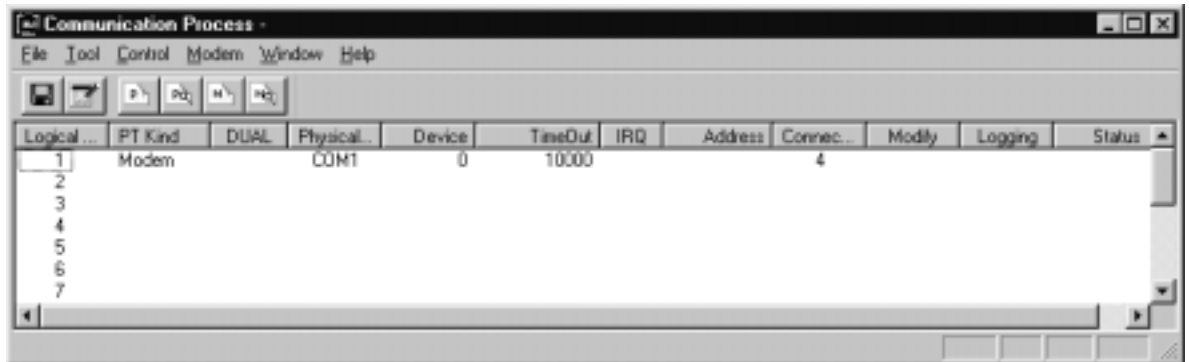 Communication Process -
File Tool Control Modem Window Help
Logical ... PT Kind DUAL Physical... Device TimeOut IRQ Address Connec... Modify Logging Status
1 Modem COM1 0 10000 4
2
3
4
5
6
7